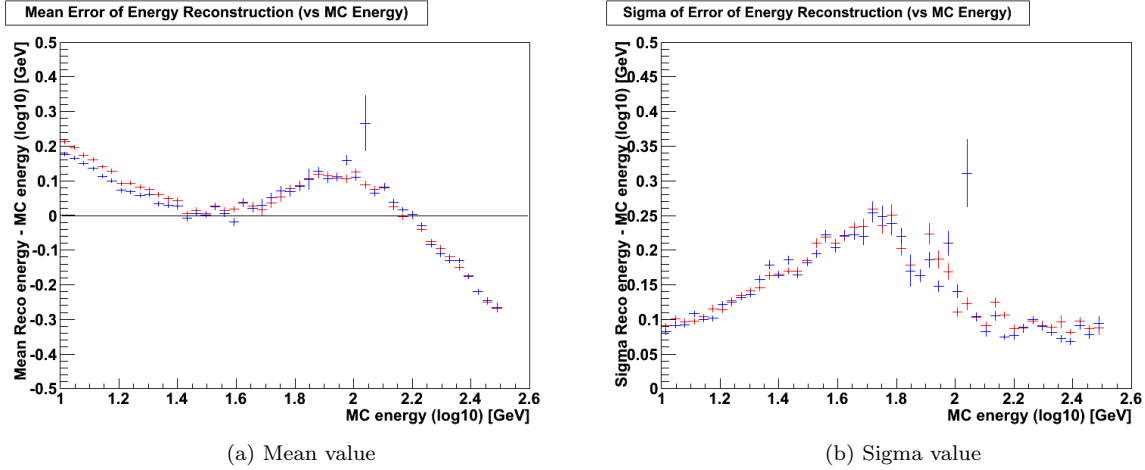 Mean Error of Energy Reconstruction (vs MC Energy)
Mean Reco energy - MC energy (log10) [GeV]
0.5
0.4
0.3
0.2
0.1
0
-0.1
-0.2
-0.3
-0.4
-0.5
1 1.2 1.4 1.6 1.8 2 2.2 2.4 2.6
MC energy (log10) [GeV]
(a) Mean value
Sigma of Error of Energy Reconstruction (vs MC Energy)
Sigma Reco energy - MC energy (log10) [GeV]
0.5
0.45
0.4
0.35
0.3
0.25
0.2
0.15
0.1
0.05
0
1 1.2 1.4 1.6 1.8 2 2.2 2.4 2.6
MC energy (log10) [GeV]
(b) Sigma value